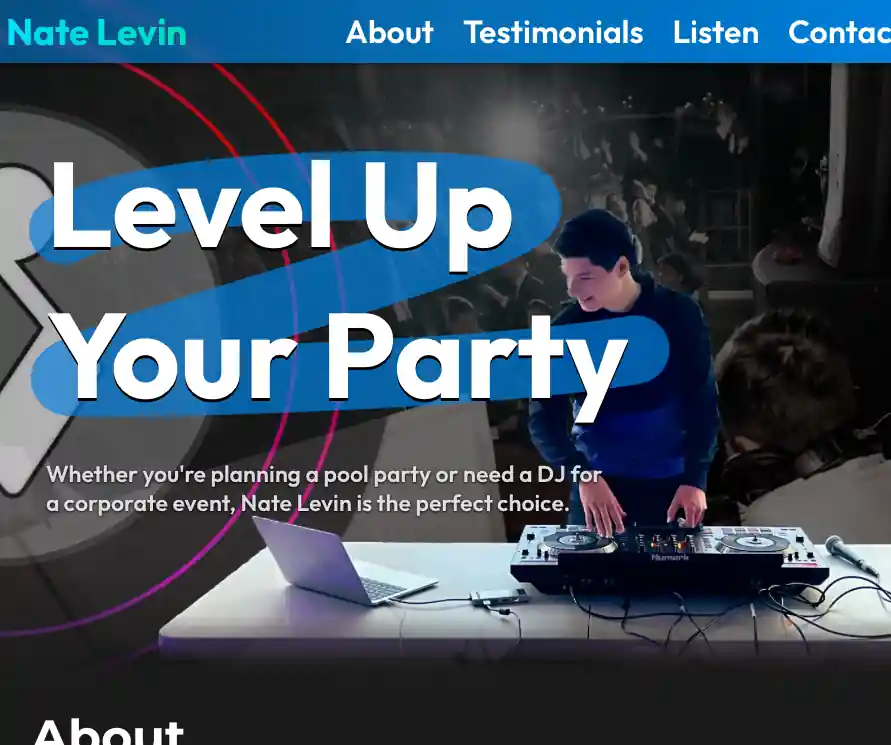 Nate Levin
About Testimonials Listen Contac
Level Up
Your Party
Whether you're planning a pool party or need a DJ for
a corporate event, Nate Levin is the perfect choice.
Numark
About